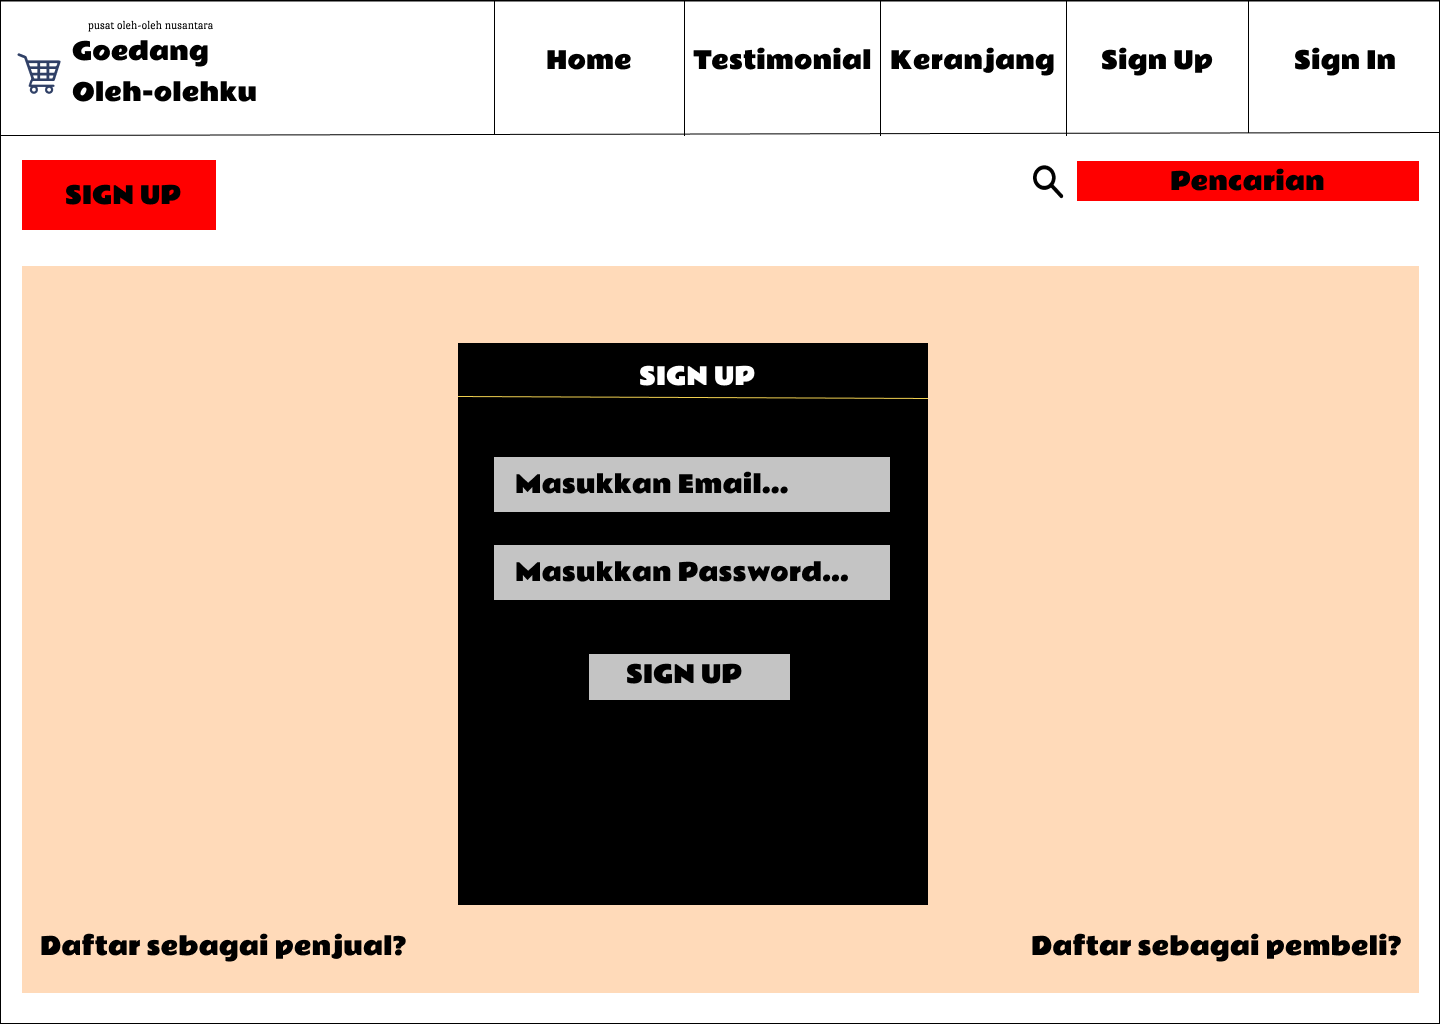 pusat oleh-oleh nusantara
Goedang
Oleh-olehku
Home
Testimonial
Keranjang
Sign Up
Sign In
SIGN UP
Pencarian
SIGN UP
Masukkan Email...
Masukkan Password...
SIGN UP
Daftar sebagai penjual?
Daftar sebagai pembeli?